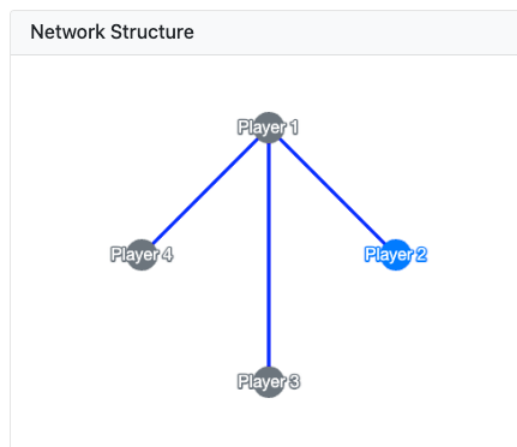 Network Structure
Player 1
Player 4
Player 2
Player 3